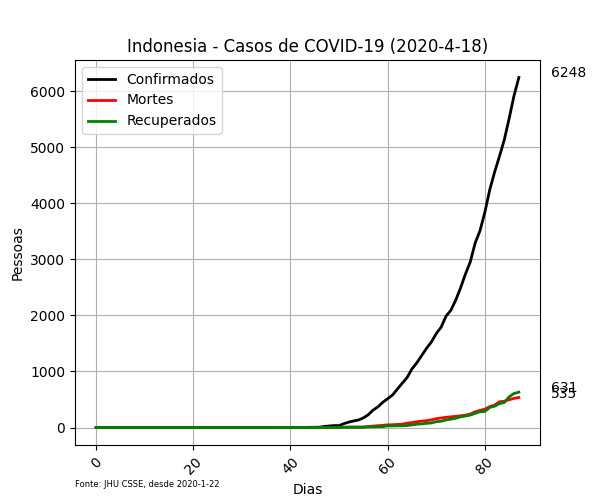 Indonesia - Casos de COVID-19 (2020-4-18)
Confirmados
Mortes
Recuperados
6248
631
535
Pessoas
6000
5000
4000
3000
2000
1000
0
0
20
40
60
80
Dias
Fonte: JHU CSSE, desde 2020-1-22